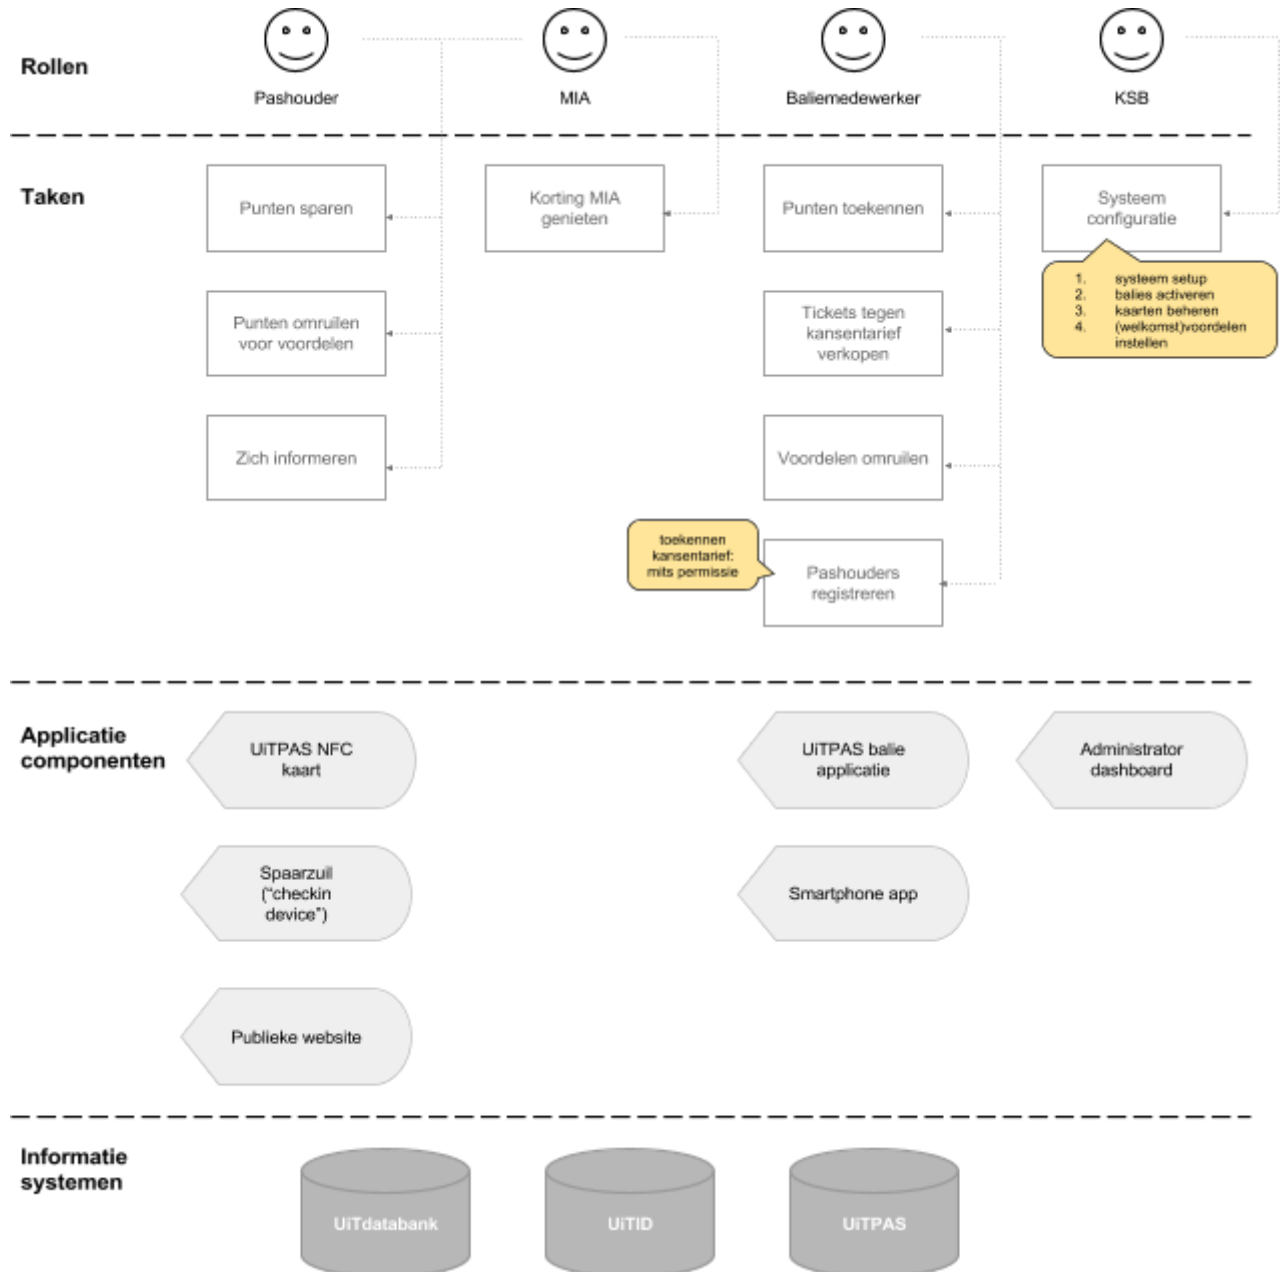 Rollen
Pashouder
MIA
Baliemedewerker
KSB
Taken
Punten sparen
Korting MIA
genieten
Punten toekennen
Systeem
configuratie
1. systeem setup
2. balies activeren
3. kaarten beheren
4. (welkomst)voordelen
instellen
Punten omruilen
voor voordelen
Tickets tegen
kansentarief
verkopen
Zich informeren
Voordelen omruilen
toekennen
kansentarief:
mits permissie
Pashouders
registreren
Applicatie
componenten
UiTPAS NFC
kaart
UiTPAS balie
applicatie
Administrator
dashboard
Spaarzuil
(“checkin
device”)
Smartphone app
Publieke website
Informatie
systemen
UiTdatabank
UiTID
UiTPAS